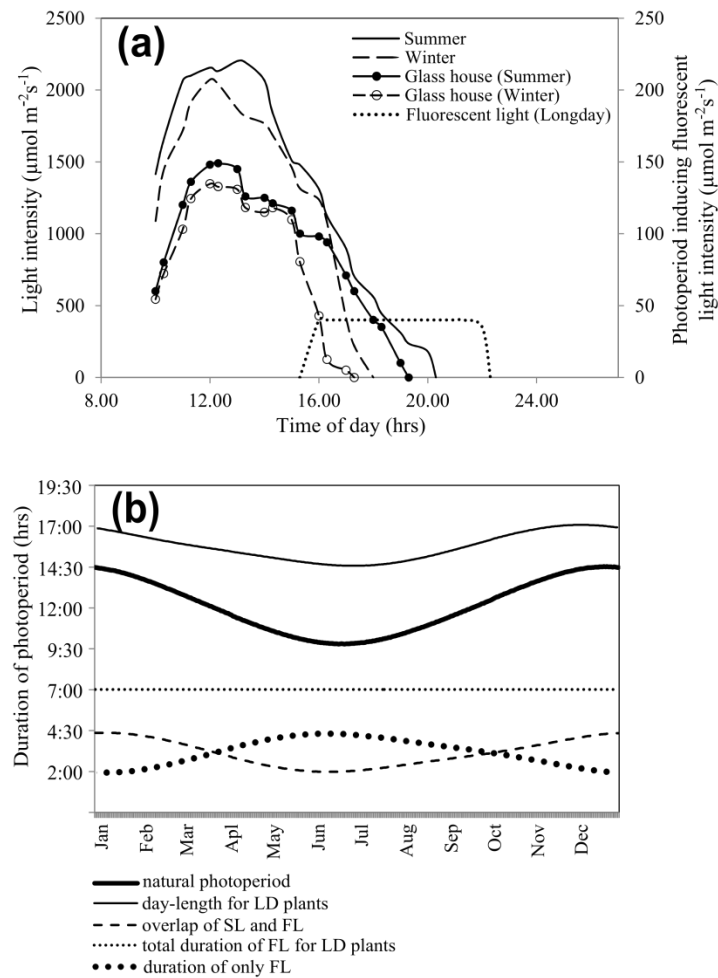 (a)
Light intensity (µmol m⁻²s⁻¹)
2500
2000
1500
1000
500
0
Summer
Winter
Glass house (Summer)
Glass house (Winter)
Fluorescent light (Longday)
250
200
150
100
50
0
Photoperiod inducing fluorescent
light intensity (µmol m⁻²s⁻¹)
8.00 12.00 16.00 20.00 24.00
Time of day (hrs)
(b)
Duration of photoperiod (hrs)
19:30
17:00
14:30
12:00
9:30
7:00
4:30
2:00
Jan Feb Mar Apl May Jun Jul Aug Sep Oct Nov Dec
natural photoperiod
day-length for LD plants
overlap of SL and FL
total duration of FL for LD plants
duration of only FL